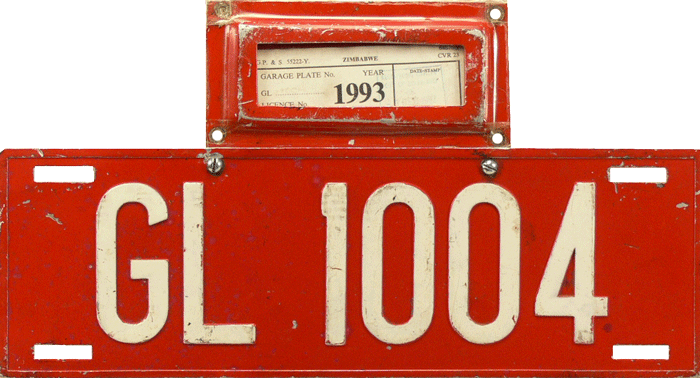 G.P. & S. 55222-Y. ZIMBABWE CVR 23
GARAGE PLATE No. YEAR DATE-STAMP
GL 1993
LICENCE No.
GL 1004